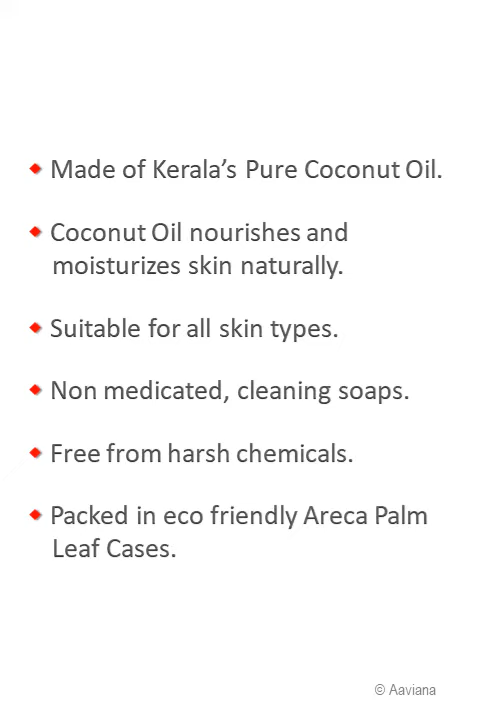 Made of Kerala’s Pure Coconut Oil.
Coconut Oil nourishes and
moisturizes skin naturally.
Suitable for all skin types.
Non medicated, cleaning soaps.
Free from harsh chemicals.
Packed in eco friendly Areca Palm
Leaf Cases.
© Aaviana